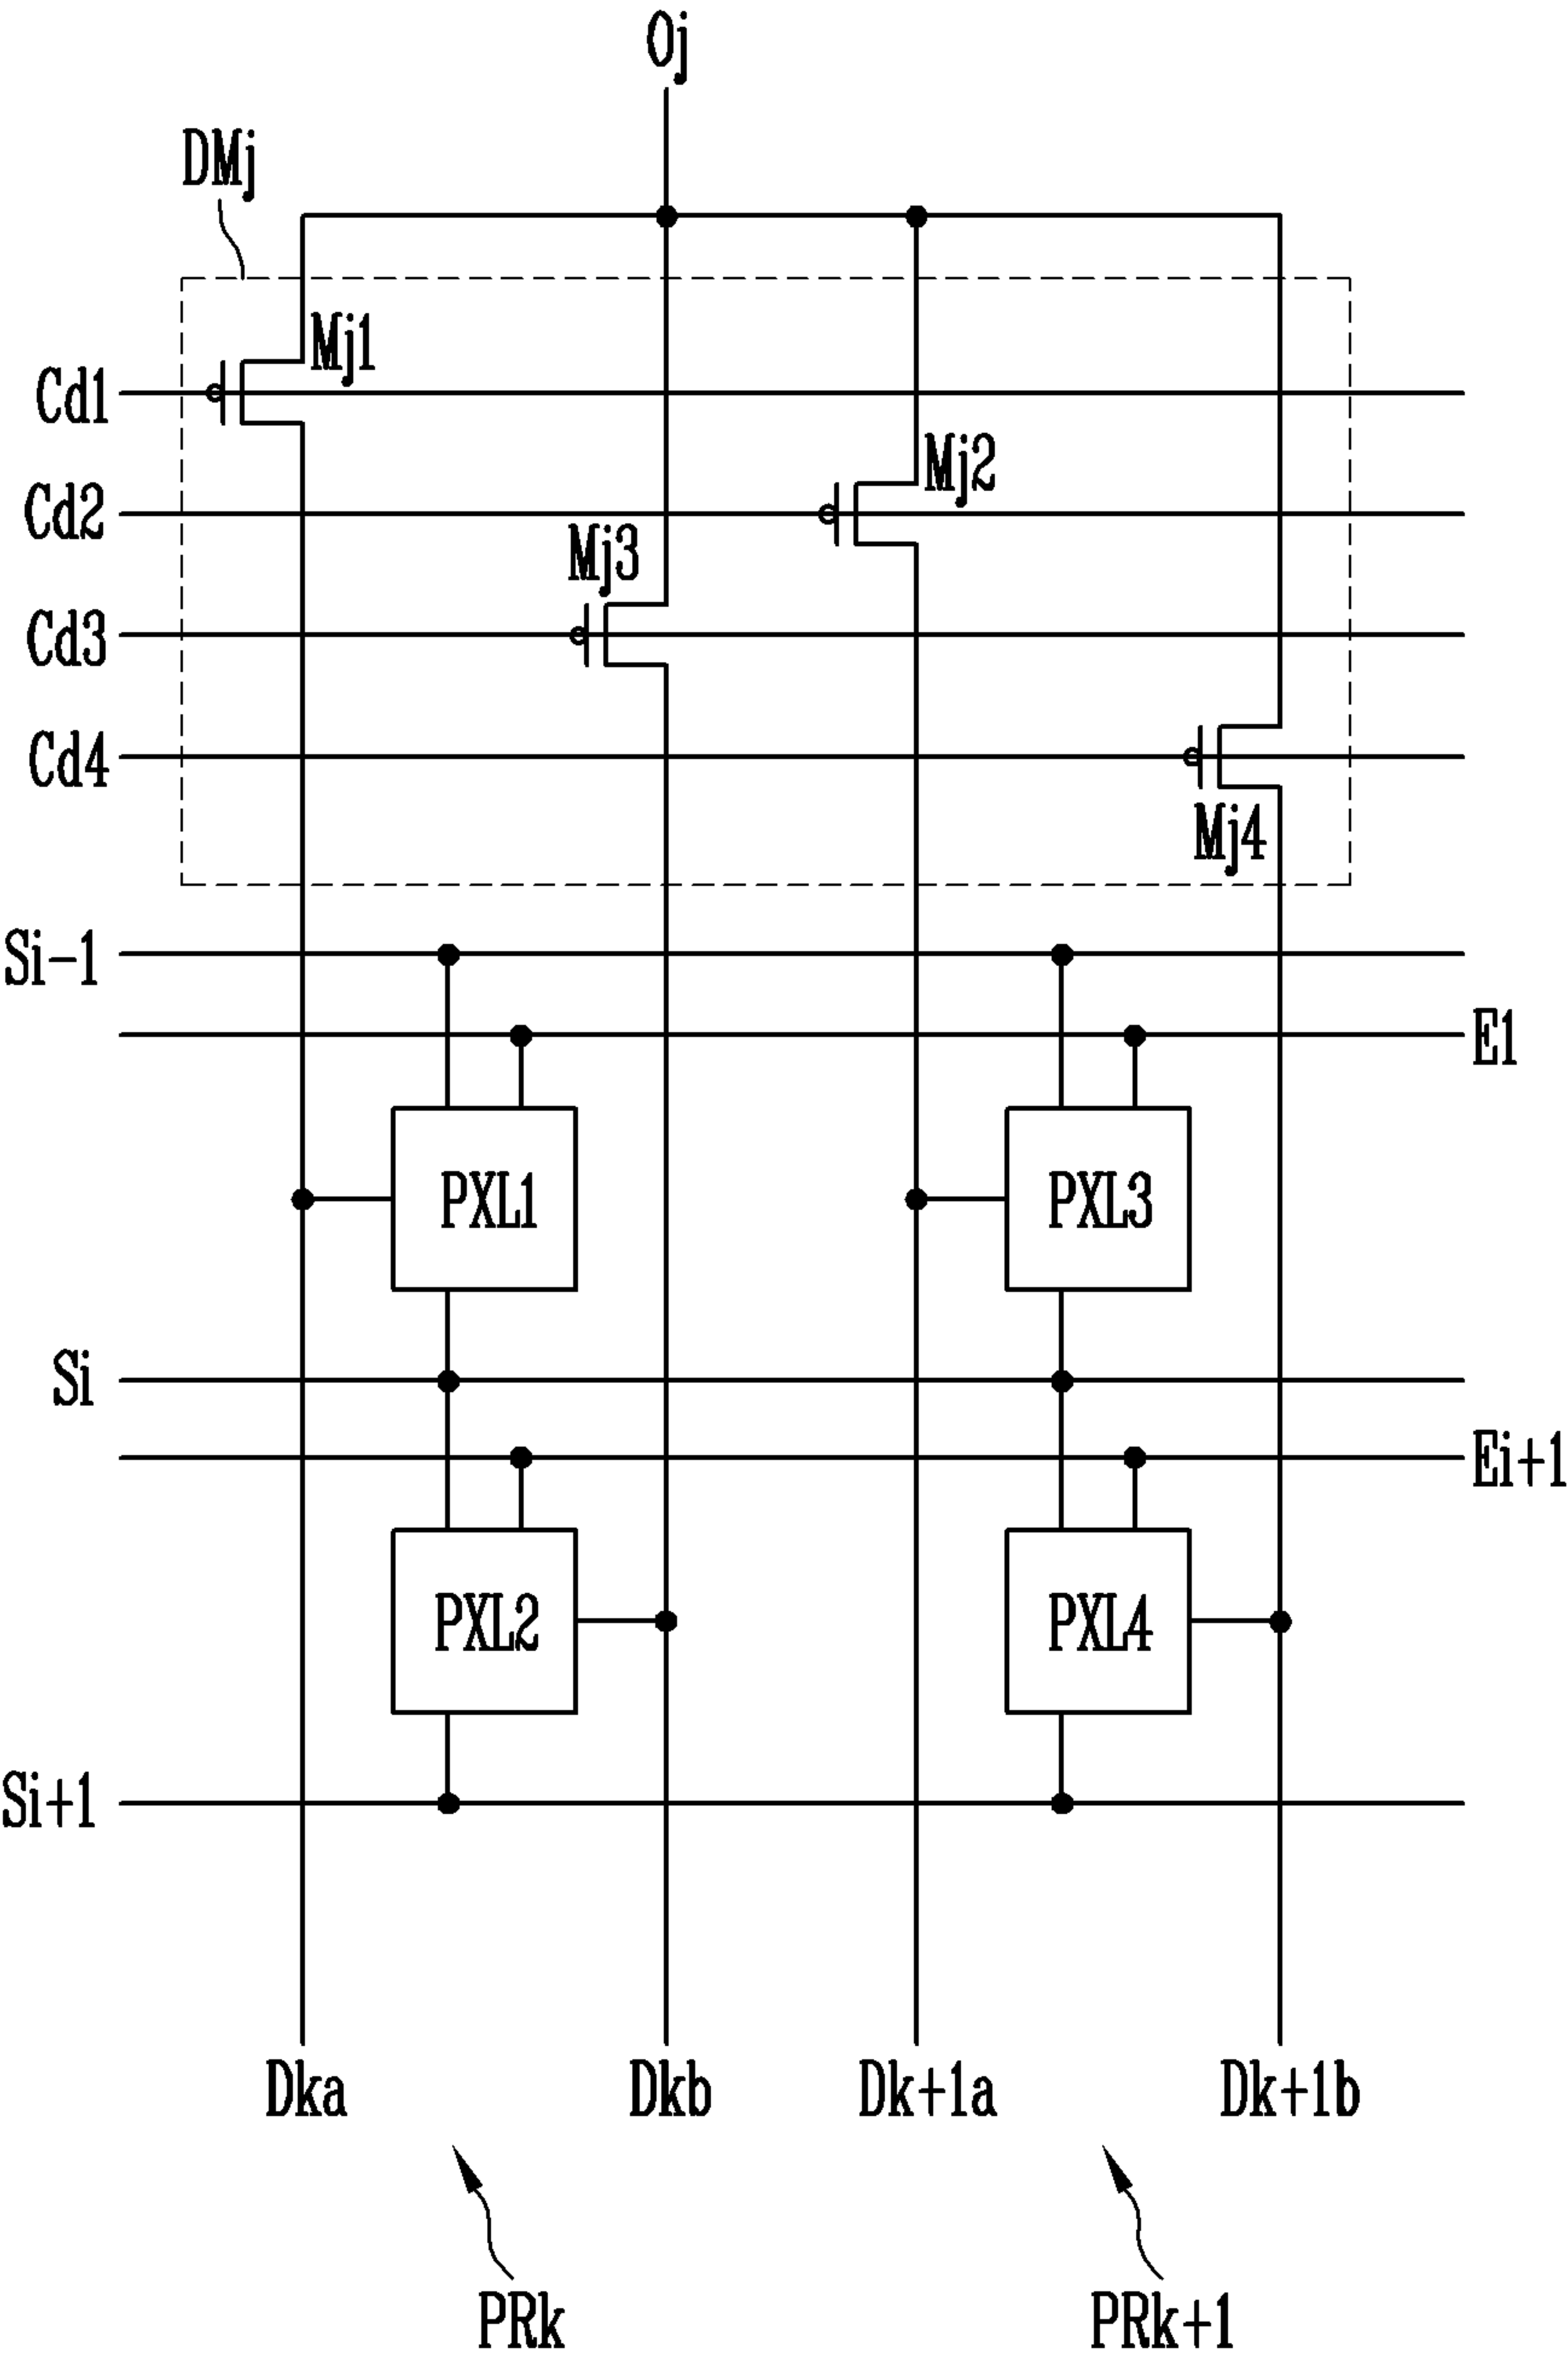 Oj
DMj
Mj1
Cd1
Mj2
Cd2
Mj3
Cd3
Cd4
Mj4
Si-1
E1
PXL1 PXL3
Si
Ei+1
PXL2 PXL4
Si+1
Dka Dkb Dk+1a Dk+1b
PRk PRk+1